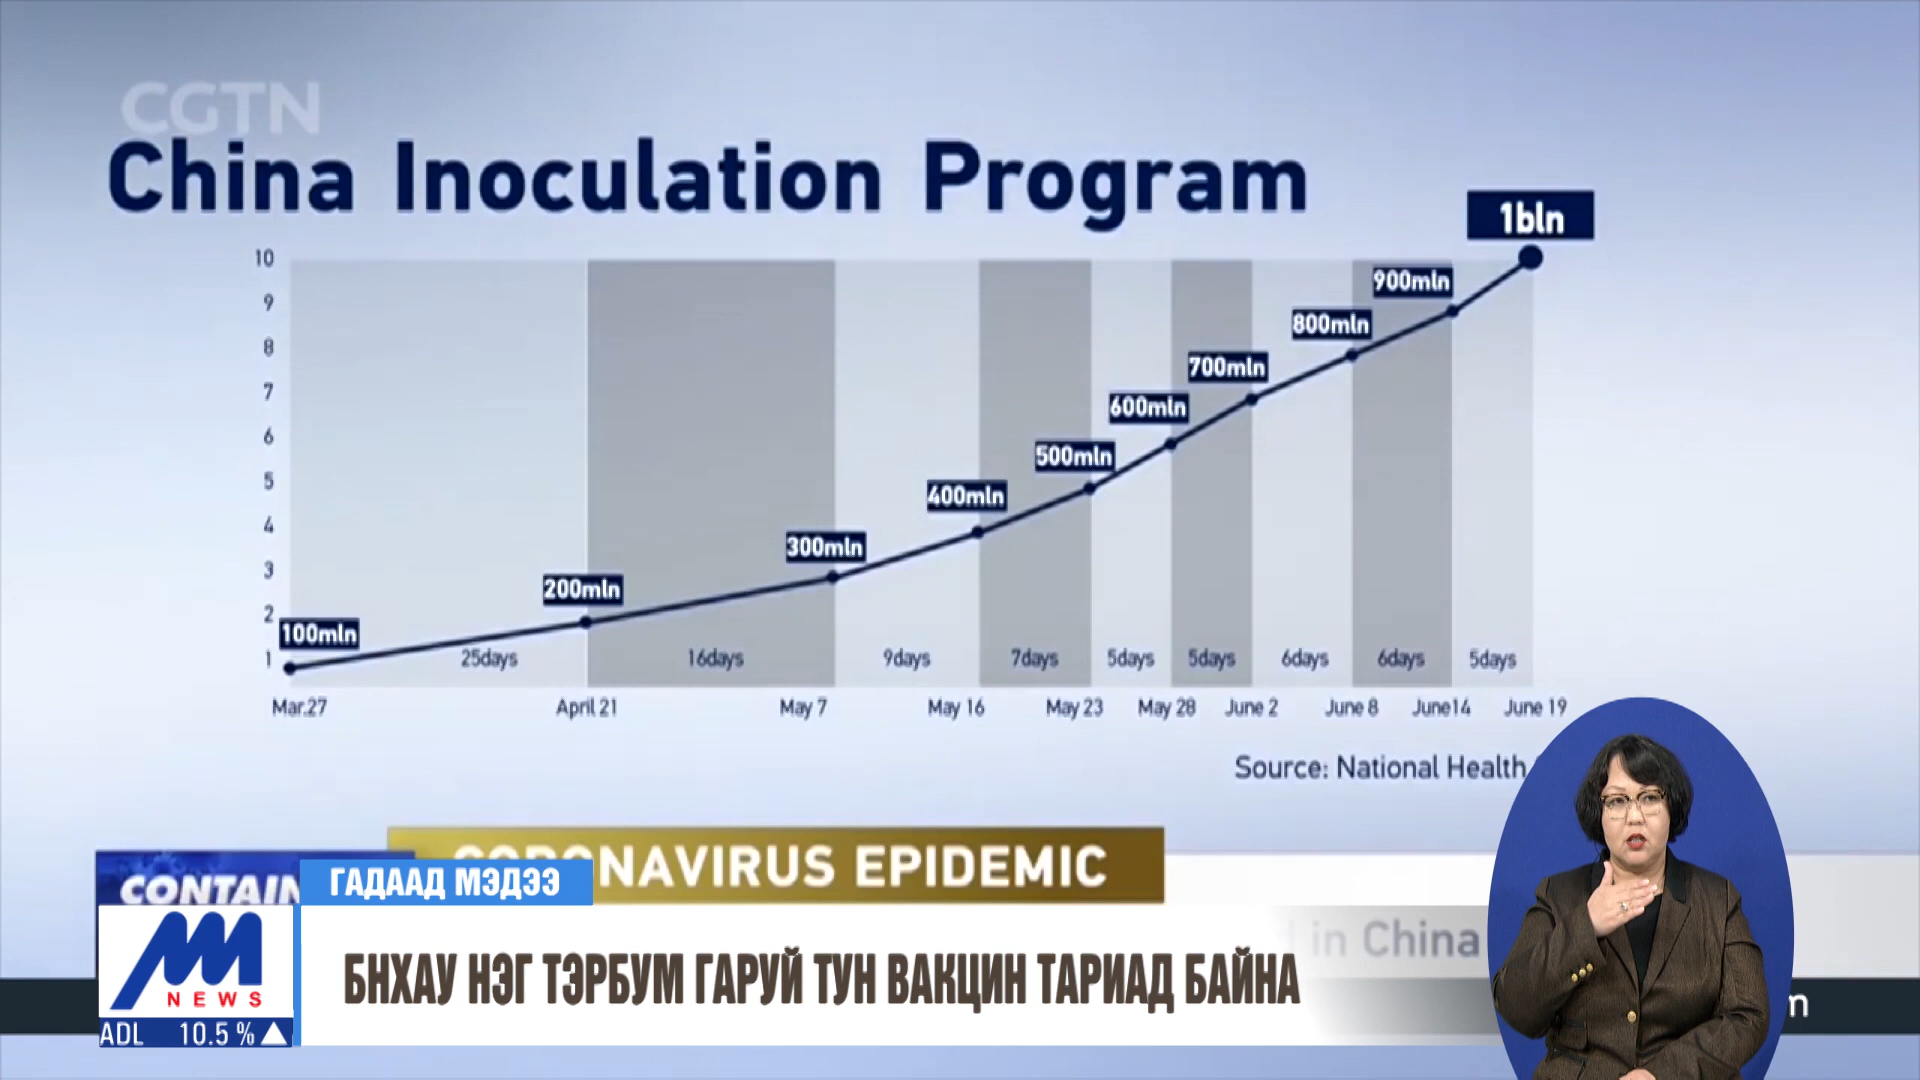 CGTN
China Inoculation Program
1bln
10
9
8
7
6
5
4
3
2
1
900mln
800mln
700mln
600mln
500mln
400mln
300mln
200mln
100mln
25days 16days 9days 7days 5days 5days 6days 6days 5days
Mar.27 April 21 May 7 May 16 May 23 May 28 June 2 June 8 June14 June 19
Source: National Health
CORONAVIRUS EPIDEMIC
CONTAIN
ГАДААД МЭДЭЭ
in China
БНХАУ НЭГ ТЭРБУМ ГАРУЙ ТУН ВАКЦИН ТАРИАД БАЙНА
NEWS
ADL 10.5 %